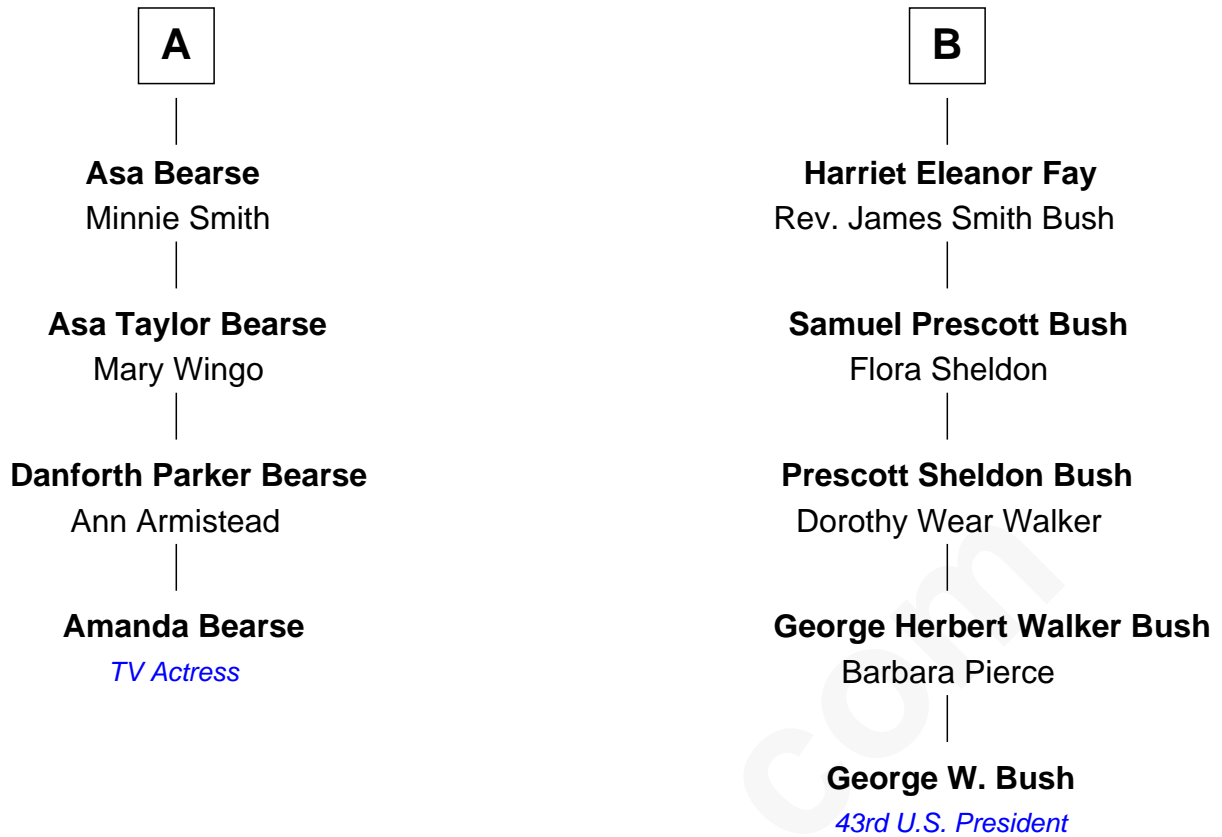 A
Asa Bearse
Minnie Smith
Asa Taylor Bearse
Mary Wingo
Danforth Parker Bearse
Ann Armistead
Amanda Bearse
TV Actress
B
Harriet Eleanor Fay
Rev. James Smith Bush
Samuel Prescott Bush
Flora Sheldon
Prescott Sheldon Bush
Dorothy Wear Walker
George Herbert Walker Bush
Barbara Pierce
George W. Bush
43rd U.S. President
com